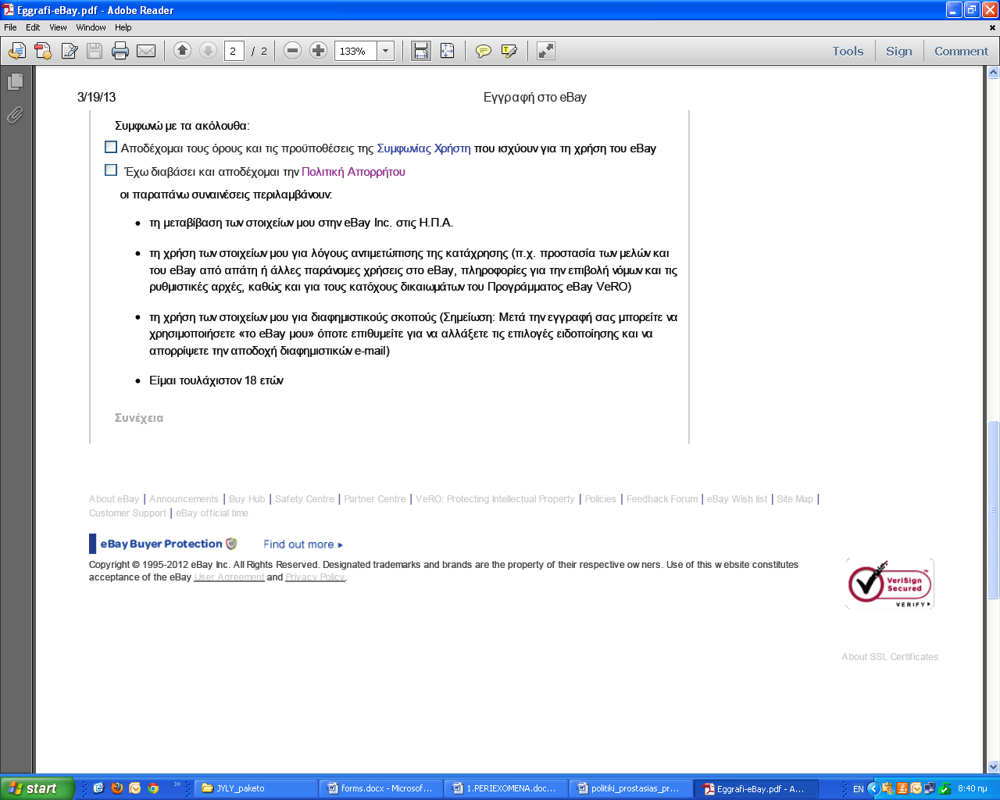 Eggrafi-eBay.pdf - Adobe Reader
File Edit View Window Help
2 / 2 133% Tools Sign Comment
3/19/13 Εγγραφή στο eBay
Συμφωνώ με τα ακόλουθα:
Αποδέχομαι τους όρους και τις προϋποθέσεις της Συμφωνίας Χρήστη που ισχύουν για τη χρήση του eBay
Έχω διαβάσει και αποδέχομαι την Πολιτική Απορρήτου
οι παραπάνω συναινέσεις περιλαμβάνουν:
• τη μεταβίβαση των στοιχείων μου στην eBay Inc. στις Η.Π.Α.
• τη χρήση των στοιχείων μου για λόγους αντιμετώπισης της κατάχρησης (π.χ. προστασία των μελών και
του eBay από απάτη ή άλλες παράνομες χρήσεις στο eBay, πληροφορίες για την επιβολή νόμων και τις
ρυθμιστικές αρχές, καθώς και για τους κατόχους δικαιωμάτων του Προγράμματος eBay VeRO)
• τη χρήση των στοιχείων μου για διαφημιστικούς σκοπούς (Σημείωση: Μετά την εγγραφή σας μπορείτε να
χρησιμοποιήσετε «το eBay μου» όποτε επιθυμείτε για να αλλάξετε τις επιλογές ειδοποίησης και να
απορρίψετε την αποδοχή διαφημιστικών e-mail)
• Είμαι τουλάχιστον 18 ετών
Συνέχεια
About eBay | Announcements | Buy Hub | Safety Centre | Partner Centre | VeRO: Protecting Intellectual Property | Policies | Feedback Forum | eBay Wish list | Site Map |
Customer Support | eBay official time
eBay Buyer Protection Find out more
Copyright © 1995-2012 eBay Inc. All Rights Reserved. Designated trademarks and brands are the property of their respective owners. Use of this website constitutes
acceptance of the eBay User Agreement and Privacy Policy.
VeriSign
Secured
VERIFY
About SSL Certificates
start JYLY_paketo forms.docx - Microsof... 1.PERIEXOMENA.doc... politiki_prostasias_pr... Eggrafi-eBay.pdf - A... EN 8:40 πμ